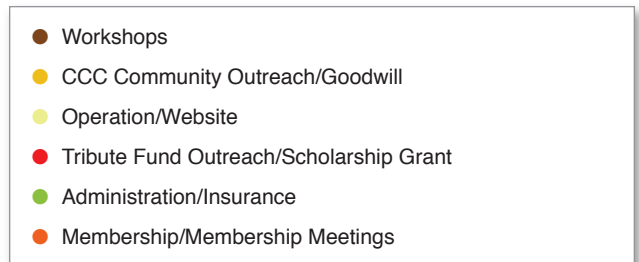 Workshops
CCC Community Outreach/Goodwill
Operation/Website
Tribute Fund Outreach/Scholarship Grant
Administration/Insurance
Membership/Membership Meetings